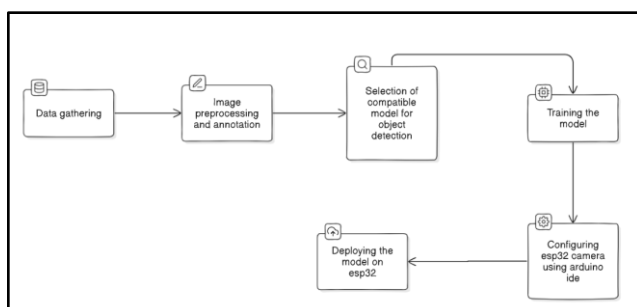 Data gathering
Image
preprocessing
and annotation
Selection of
compatible model for
object
detection
Training the
model
Configuring
esp32 camera
using arduino
ide
Deploying the
model on
esp32